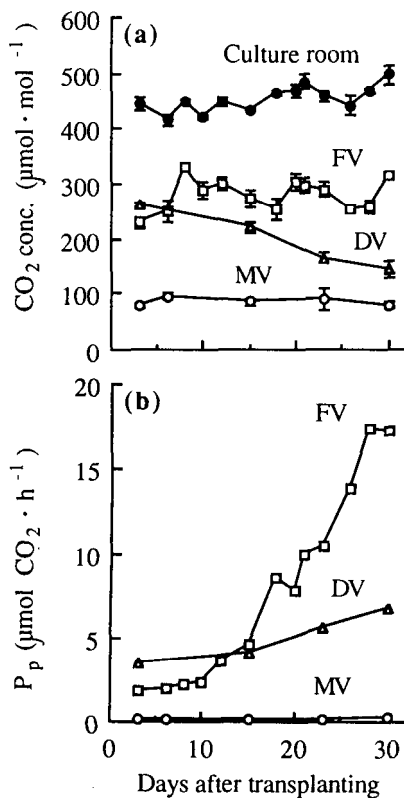 (a)
Culture room
FV
DV
MV
CO₂ conc. (μmol · mol⁻¹)
600
500
400
300
200
100
0
(b)
FV
DV
MV
Pₚ (μmol CO₂ · h⁻¹)
20
15
10
5
0
0 10 20 30
Days after transplanting